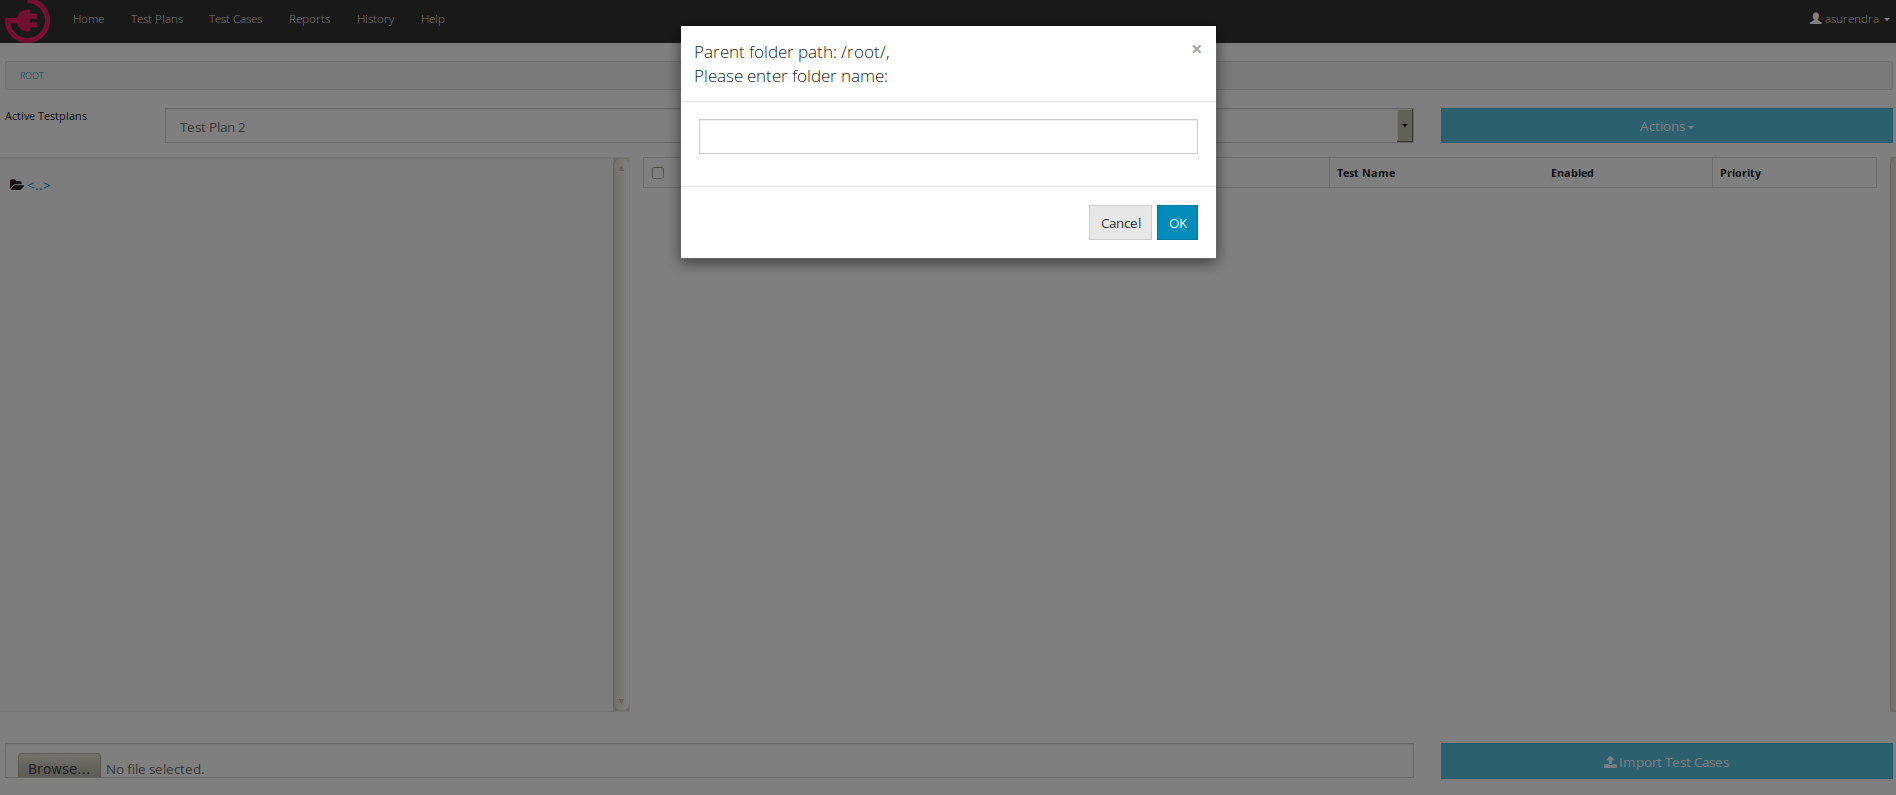 Home Test Plans Test Cases Reports History Help asurendra
Parent folder path: /root/,
Please enter folder name:
×
ROOT
Active Testplans
Test Plan 2
Actions
<..>
Test Name Enabled Priority
Cancel OK
Browse... No file selected.
Import Test Cases